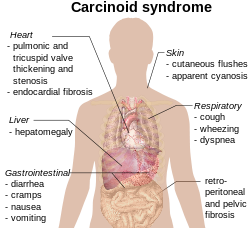 Carcinoid syndrome
Heart
- pulmonic and
tricuspid valve
thickening and
stenosis
- endocardial fibrosis
Skin
- cutaneous flushes
- apparent cyanosis
Respiratory
- cough
- wheezing
- dyspnea
Liver
- hepatomegaly
Gastrointestinal
- diarrhea
- cramps
- nausea
- vomiting
retro-
peritoneal
and pelvic
fibrosis